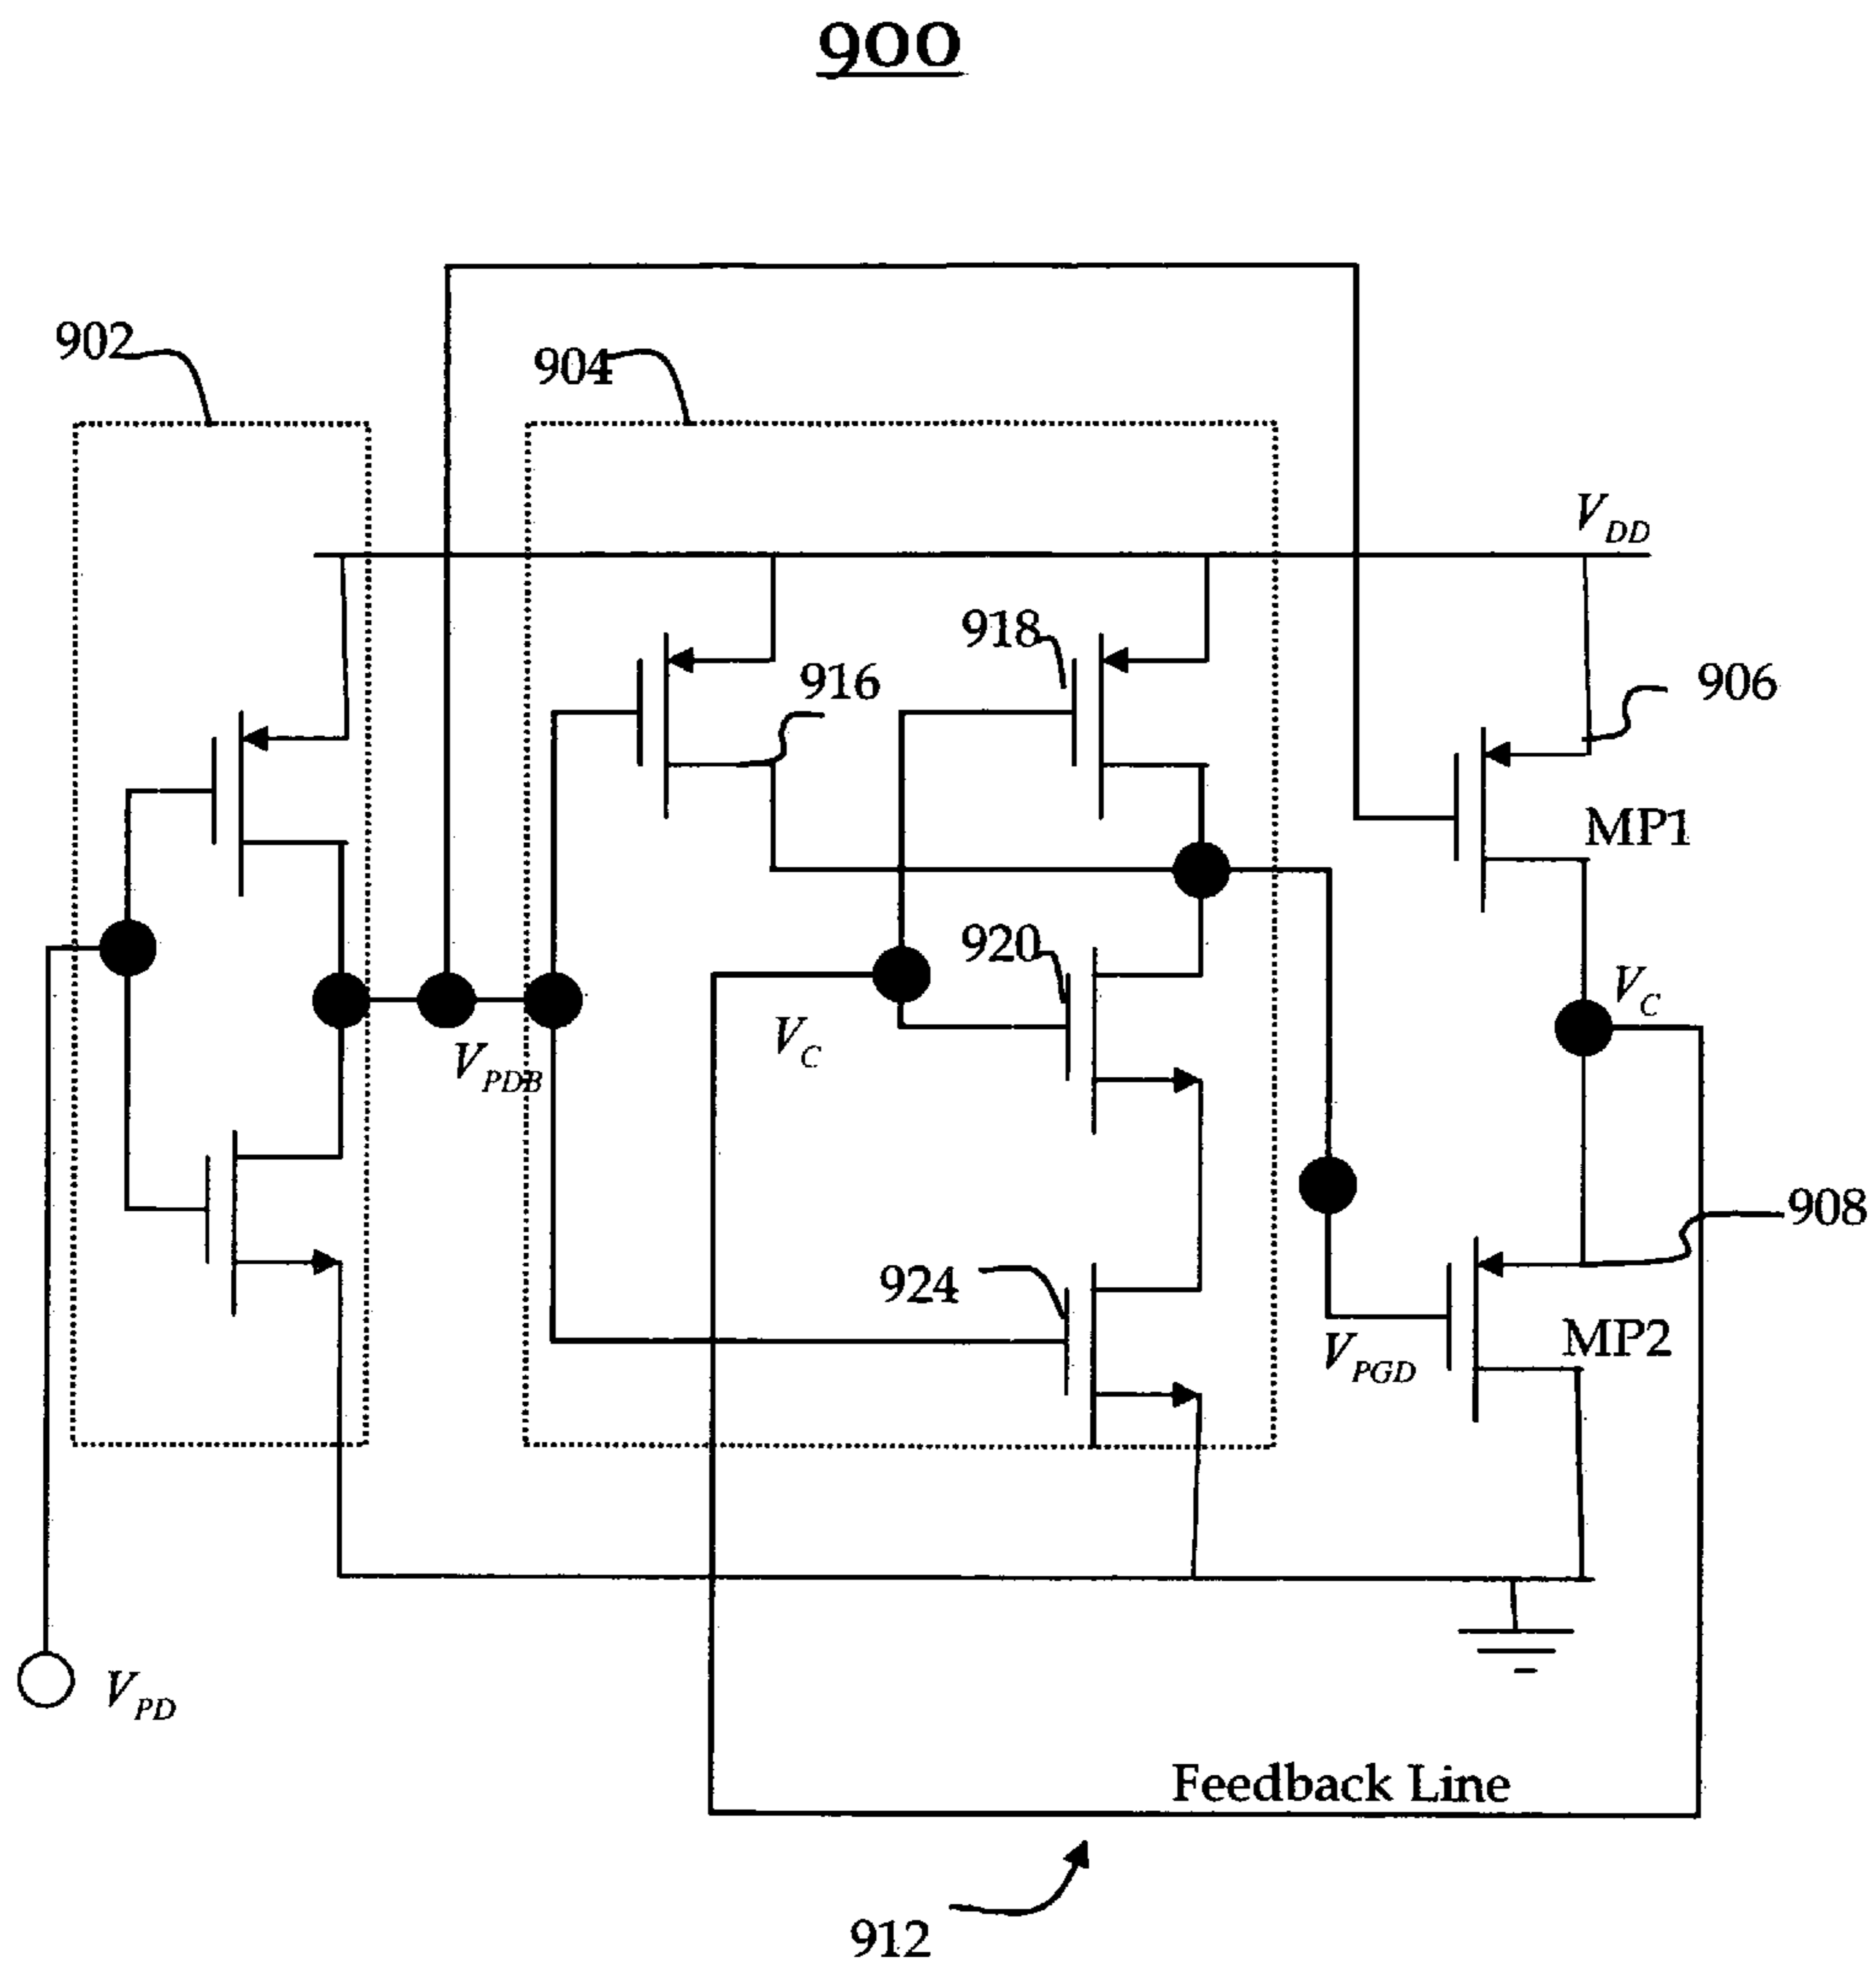 900
902
904
V_DD
918
916
906
MP1
920
V_C
V_C
V_PDB
908
924
MP2
V_PGD
V_PD
Feedback Line
912